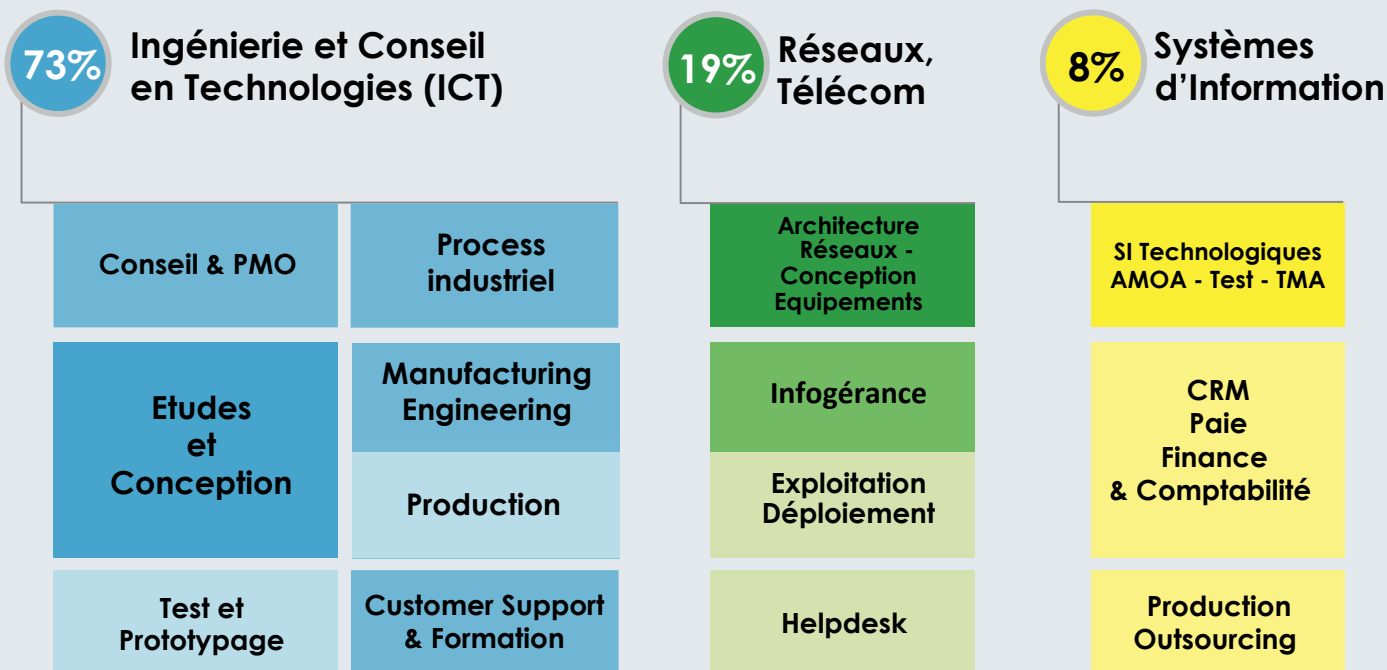 73%
Ingénierie et Conseil
en Technologies (ICT)
Conseil & PMO
Process
industriel
Etudes
et
Conception
Manufacturing
Engineering
Production
Test et
Prototypage
Customer Support
& Formation
19%
Réseaux,
Télécom
Architecture
Réseaux -
Conception
Equipements
Infogérance
Exploitation
Déploiement
Helpdesk
8%
Systèmes
d’Information
SI Technologiques
AMOA - Test - TMA
CRM
Paie
Finance
& Comptabilité
Production
Outsourcing